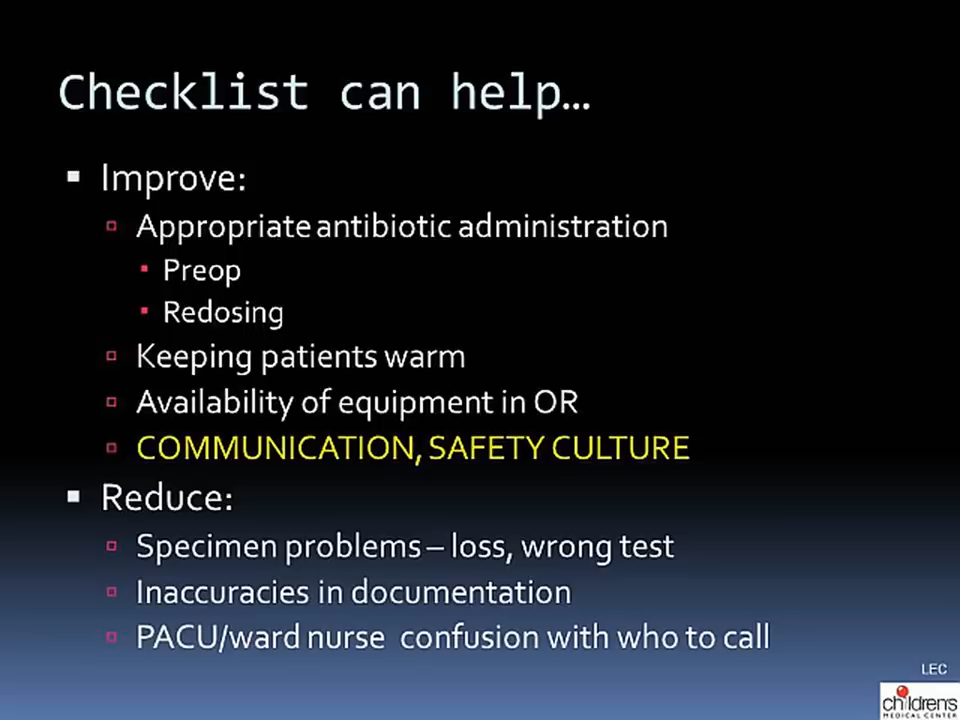 Checklist can help…
Improve:
Appropriate antibiotic administration
Preop
Redosing
Keeping patients warm
Availability of equipment in OR
COMMUNICATION, SAFETY CULTURE
Reduce:
Specimen problems – loss, wrong test
Inaccuracies in documentation
PACU/ward nurse confusion with who to call
LEC
childrens
MEDICAL CENTER